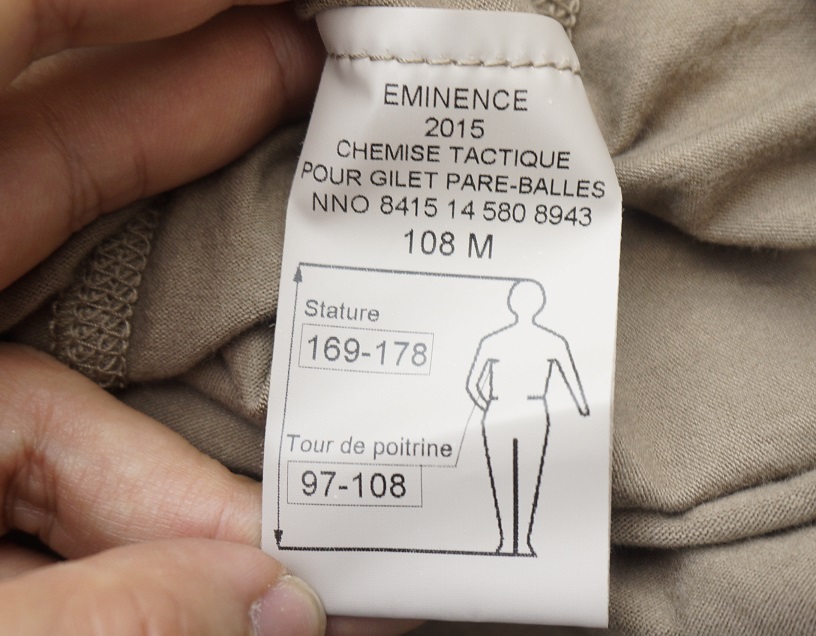 EMINENCE
2015
CHEMISE TACTIQUE
POUR GILET PARE-BALLES
NNO 8415 14 580 8943
108 M
Stature
169-178
Tour de poitrine
97-108